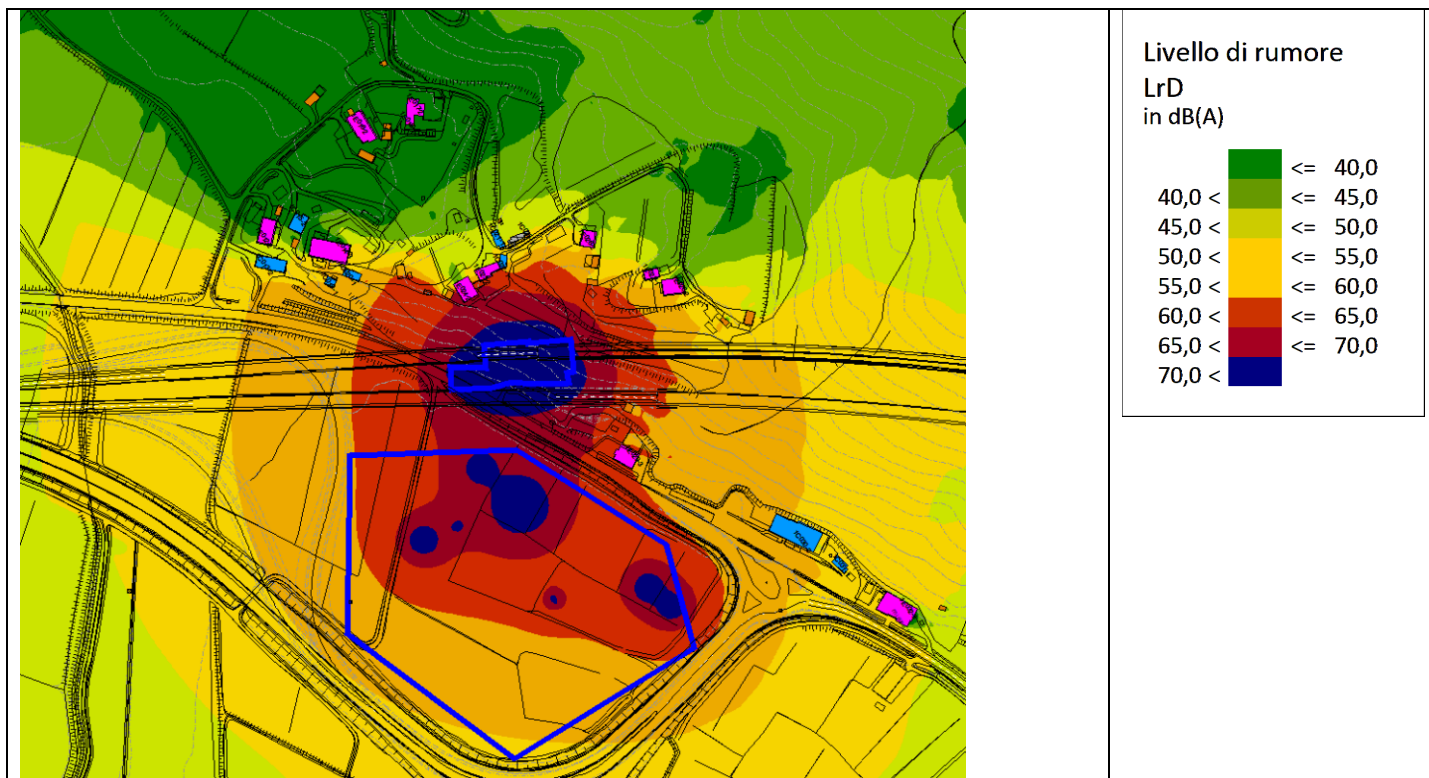 Livello di rumore
LrD
in dB(A)
<= 40,0
40,0 < <= 45,0
45,0 < <= 50,0
50,0 < <= 55,0
55,0 < <= 60,0
60,0 < <= 65,0
65,0 < <= 70,0
70,0 <